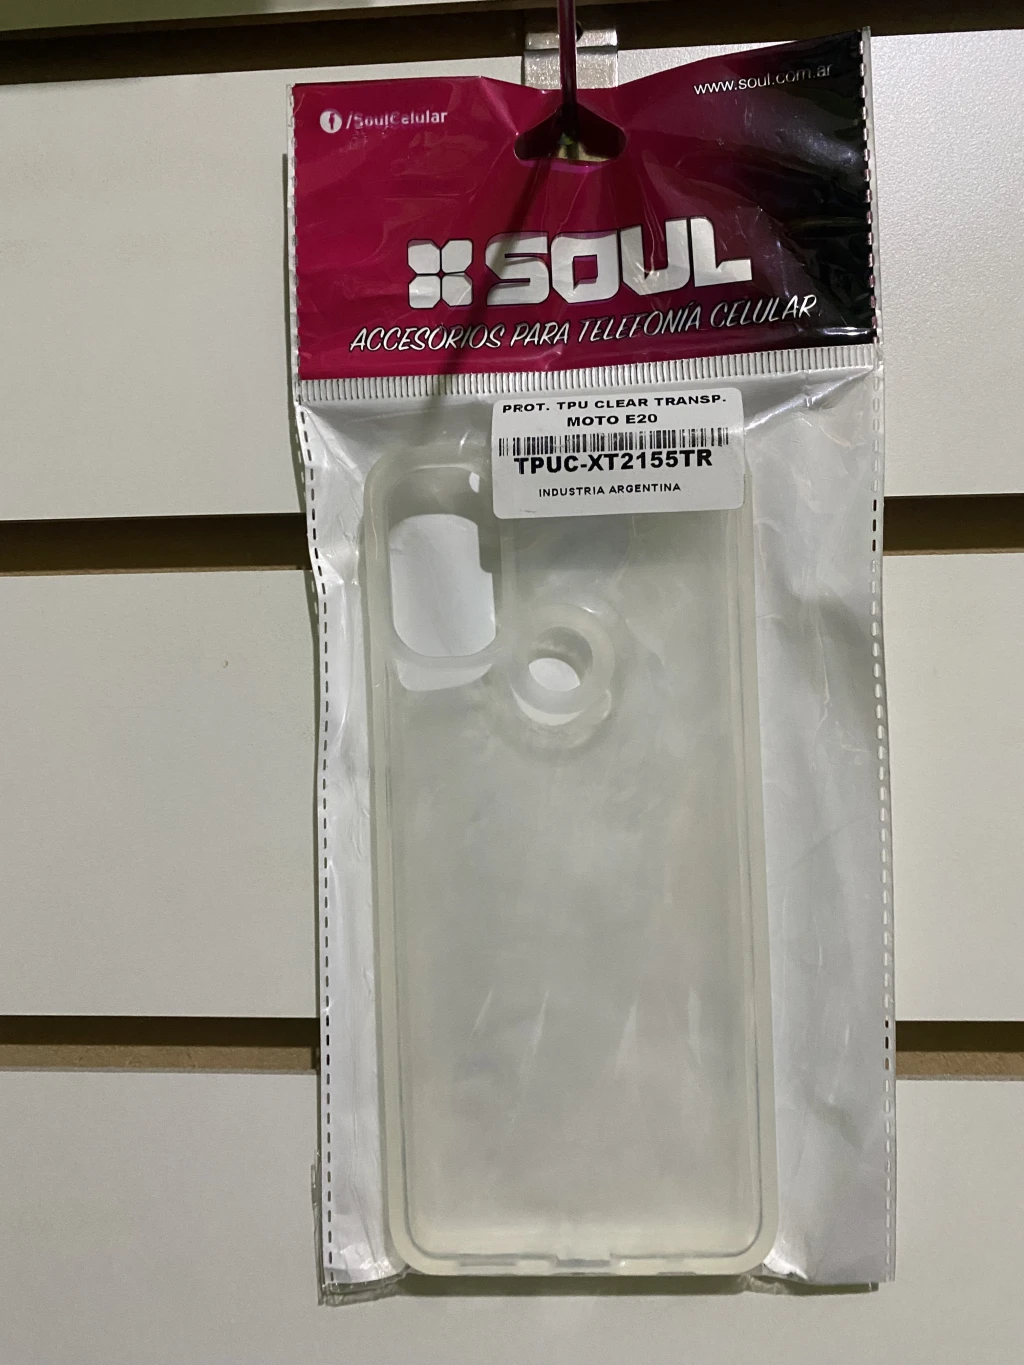 /SoulCelular
www.soul.com.ar
SOUL
ACCESORIOS PARA TELEFONÍA CELULAR
PROT. TPU CLEAR TRANSP.
MOTO E20
TPUC-XT2155TR
INDUSTRIA ARGENTINA